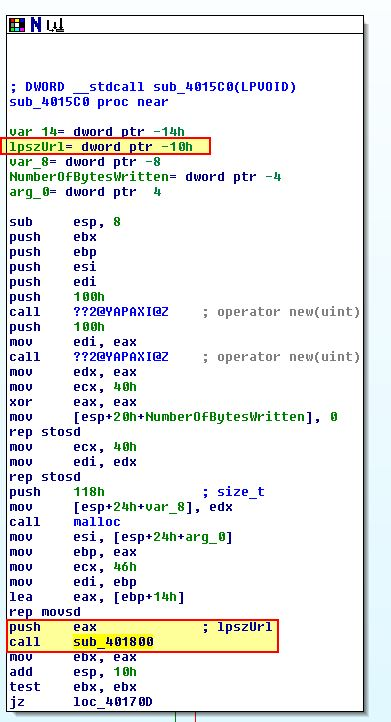 ; DWORD __stdcall sub_4015C0(LPVOID)
sub_4015C0 proc near
var_14= dword ptr -14h
lpszUrl= dword ptr -10h
var_8= dword ptr -8
NumberOfBytesWritten= dword ptr -4
arg_0= dword ptr  4
sub     esp, 8
push    ebx
push    ebp
push    esi
push    edi
push    100h
call    ??2@YAPAXI@Z    ; operator new(uint)
push    100h
mov     edi, eax
call    ??2@YAPAXI@Z    ; operator new(uint)
mov     edx, eax
mov     ecx, 40h
xor     eax, eax
mov     [esp+20h+NumberOfBytesWritten], 0
rep stosd
mov     ecx, 40h
mov     edi, edx
rep stosd
push    118h            ; size_t
mov     [esp+24h+var_8], edx
call    malloc
mov     esi, [esp+24h+arg_0]
mov     ebp, eax
mov     ecx, 46h
mov     edi, ebp
lea     eax, [ebp+14h]
rep movsd
push    eax             ; lpszUrl
call    sub_401800
mov     ebx, eax
add     esp, 10h
test    ebx, ebx
jz      loc_40170D